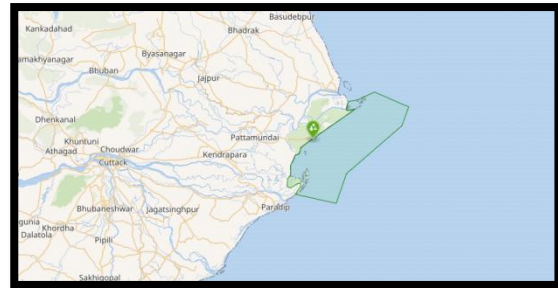 Basudebpur
Kankadahad
Bhadrak
Byasanagar
amakhyanagar
Bhuban
Jajpur
Dhenkanal
Pattamundai
Khuntuni
Choudwar
Athagad
Kendrapara
Cuttack
Bhubaneshwar
Jagatsinghpur
Paradip
gunia
Khordha
Dalatola
Pipili
Sakhigopal